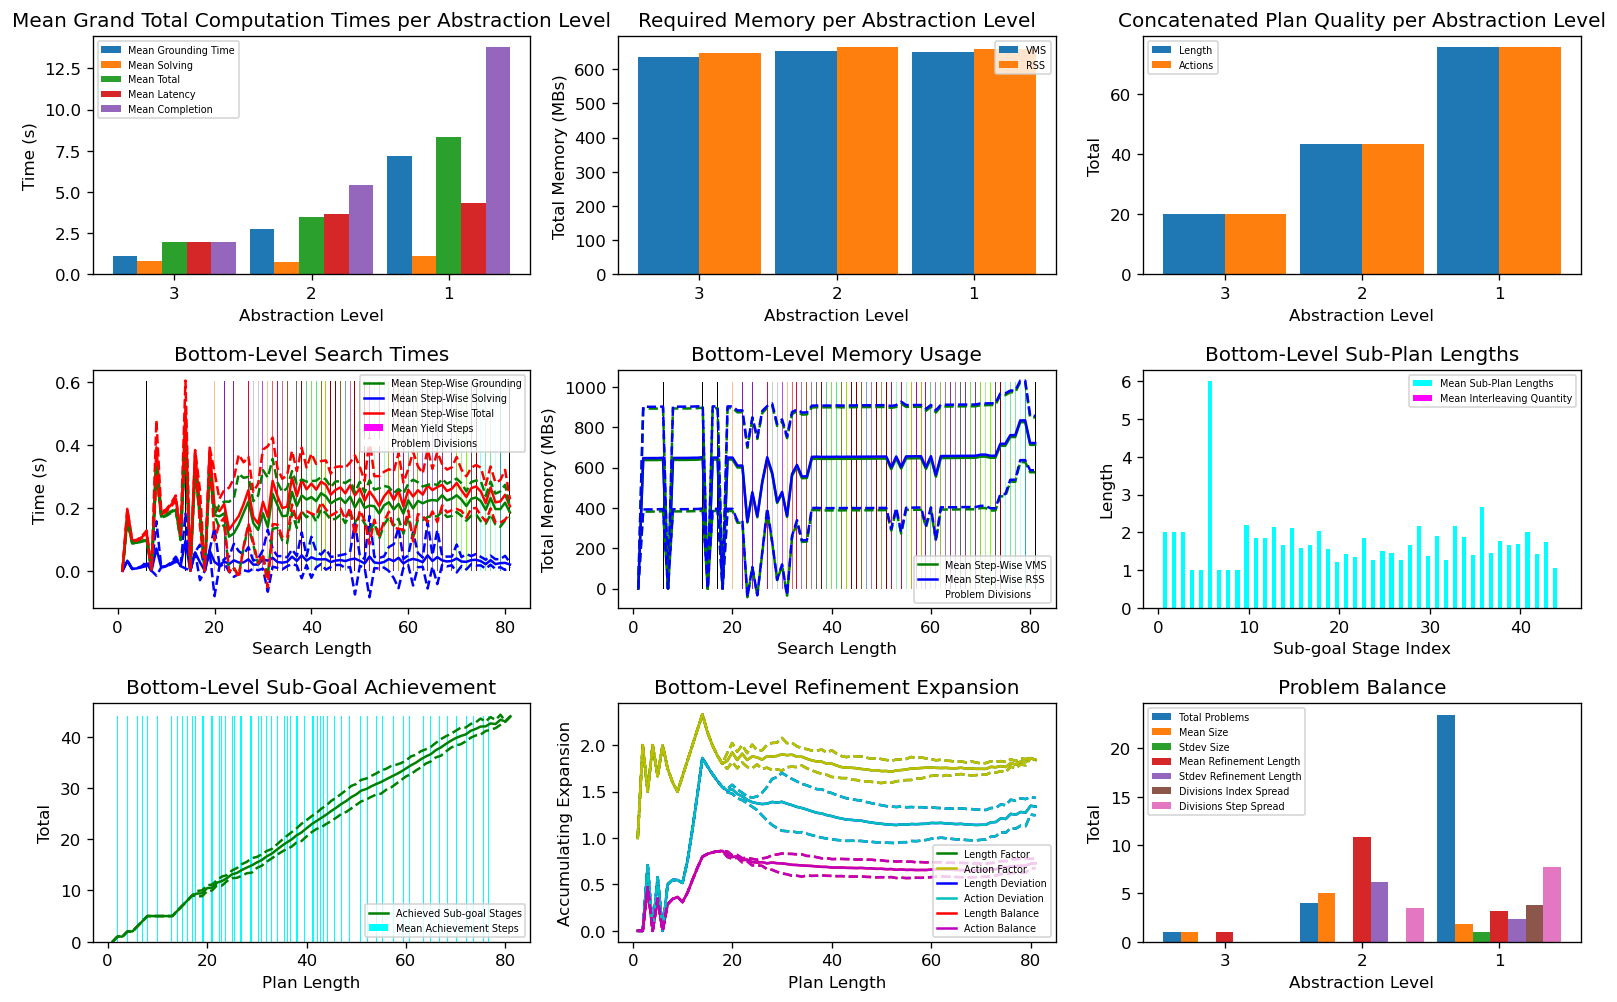 Mean Grand Total Computation Times per Abstraction Level
Time (s)
12.5
10.0
7.5
5.0
2.5
0.0
Mean Grounding Time
Mean Solving
Mean Total
Mean Latency
Mean Completion
3 2 1
Abstraction Level
Required Memory per Abstraction Level
Total Memory (MBs)
600
500
400
300
200
100
0
VMS
RSS
3 2 1
Abstraction Level
Concatenated Plan Quality per Abstraction Level
Total
60
40
20
0
Length
Actions
3 2 1
Abstraction Level
Bottom-Level Search Times
Time (s)
0.6
0.4
0.2
0.0
Mean Step-Wise Grounding
Mean Step-Wise Solving
Mean Step-Wise Total
Mean Yield Steps
Problem Divisions
0 20 40 60 80
Search Length
Bottom-Level Memory Usage
Total Memory (MBs)
1000
800
600
400
200
0
Mean Step-Wise VMS
Mean Step-Wise RSS
Problem Divisions
0 20 40 60 80
Search Length
Bottom-Level Sub-Plan Lengths
Length
6
5
4
3
2
1
0
Mean Sub-Plan Lengths
Mean Interleaving Quantity
0 10 20 30 40
Sub-goal Stage Index
Bottom-Level Sub-Goal Achievement
Total
40
30
20
10
0
Achieved Sub-goal Stages
Mean Achievement Steps
0 20 40 60 80
Plan Length
Bottom-Level Refinement Expansion
Accumulating Expansion
2.0
1.5
1.0
0.5
0.0
Length Factor
Action Factor
Length Deviation
Action Deviation
Length Balance
Action Balance
0 20 40 60 80
Plan Length
Problem Balance
Total
20
15
10
5
0
Total Problems
Mean Size
Stdev Size
Mean Refinement Length
Stdev Refinement Length
Divisions Index Spread
Divisions Step Spread
3 2 1
Abstraction Level